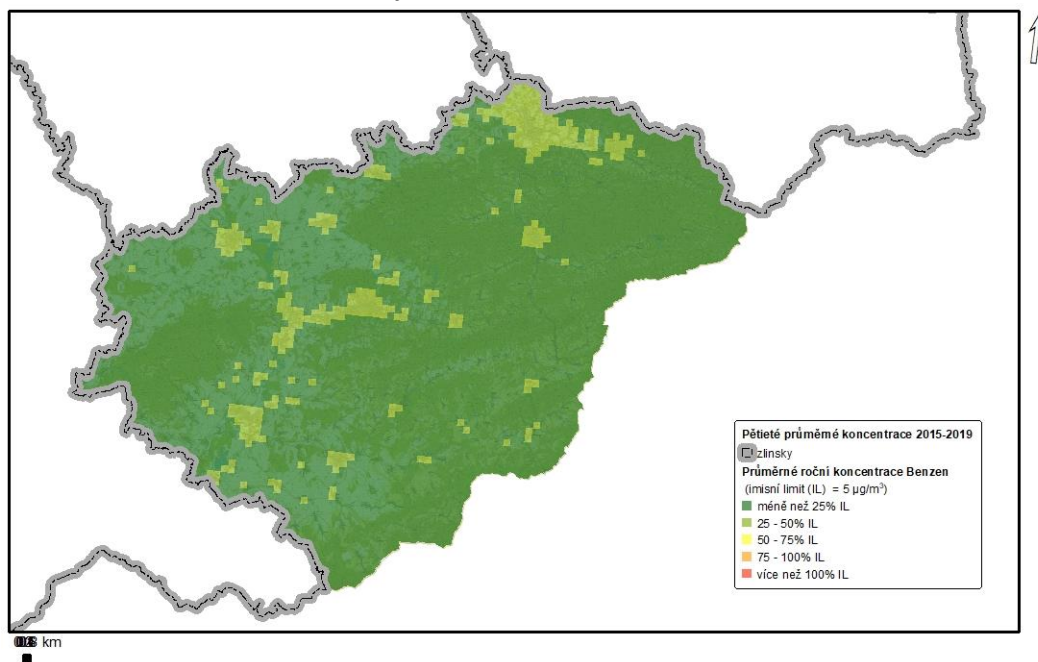 Pětieté průměrné koncentrace 2015-2019
zlinsky
Průměrné roční koncentrace Benzen
(imisní limit (IL) = 5 µg/m³)
méně než 25% IL
25 - 50% IL
50 - 75% IL
75 - 100% IL
více než 100% IL
km